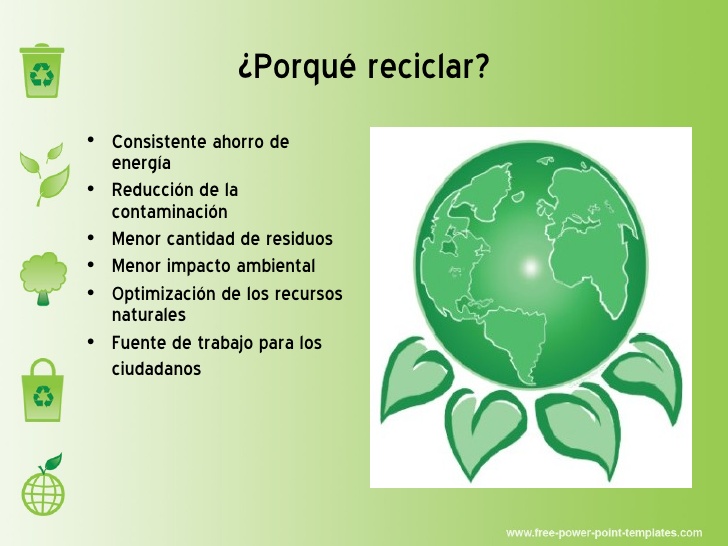 ¿Porqué reciclar?
• Consistente ahorro de
energía
• Reducción de la
contaminación
• Menor cantidad de residuos
• Menor impacto ambiental
• Optimización de los recursos
naturales
• Fuente de trabajo para los
ciudadanos
www.free-power-point-templates.com